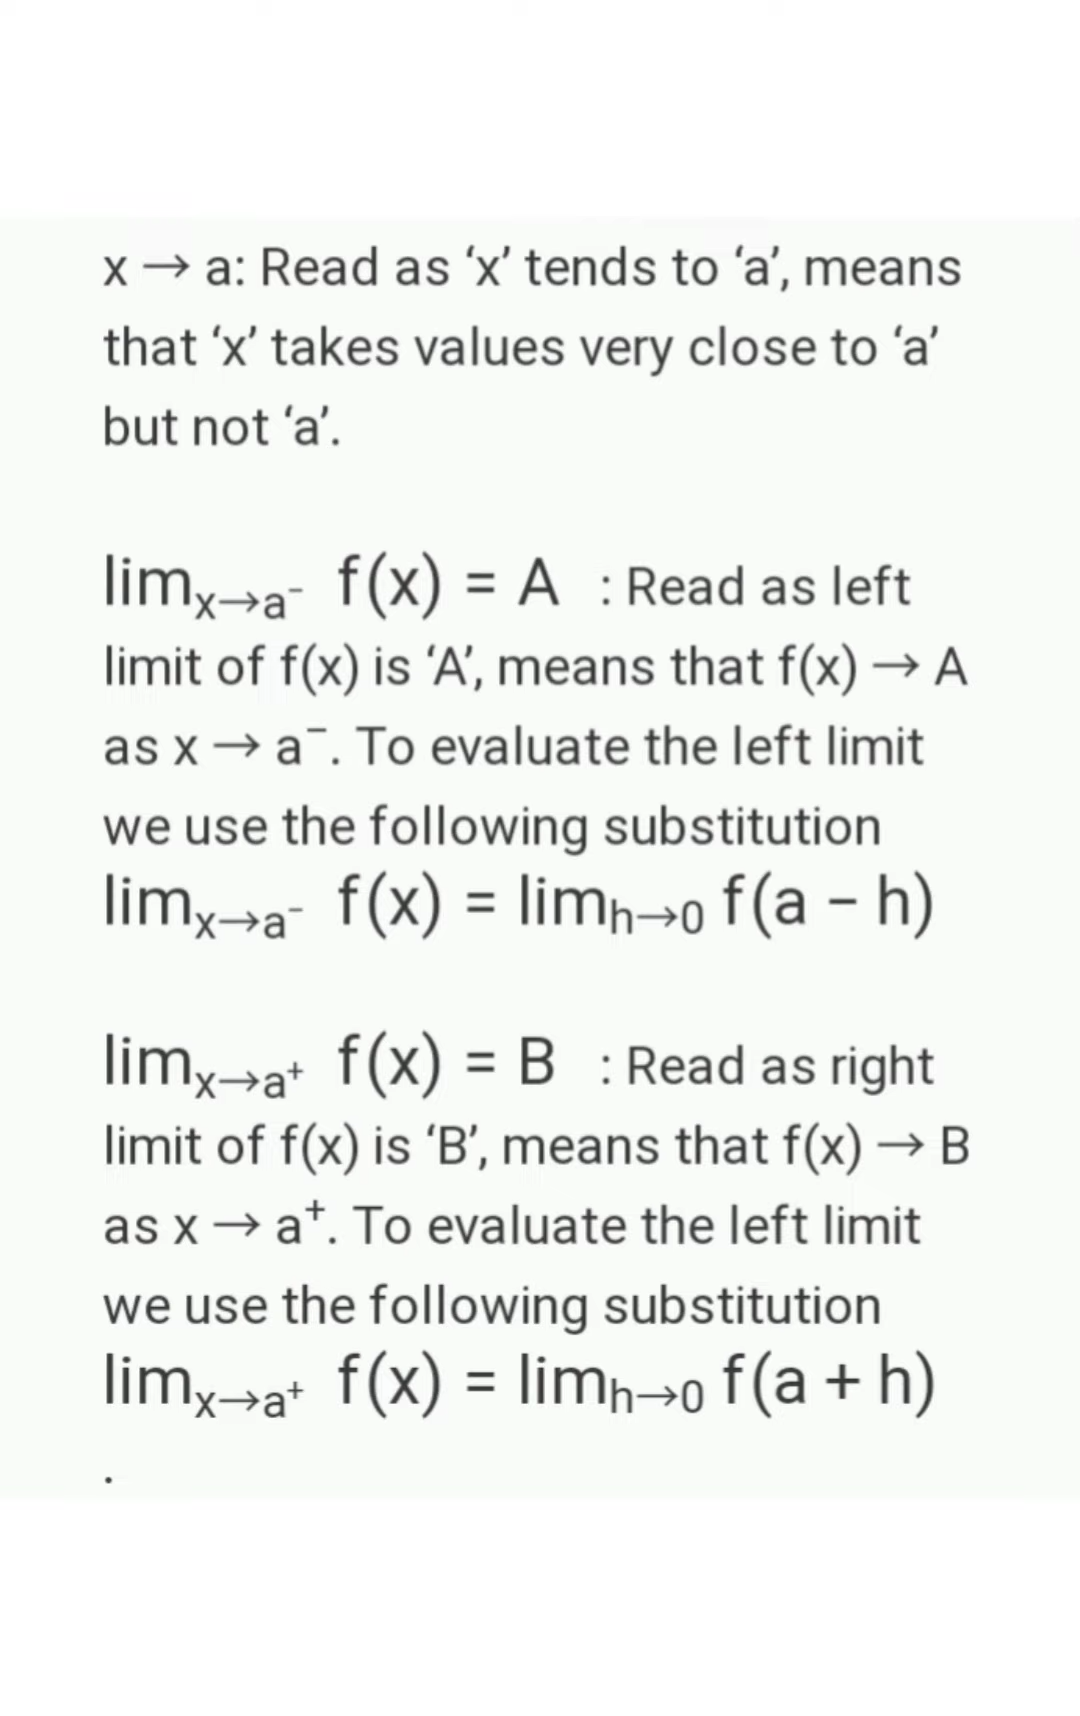 x → a: Read as ‘x’ tends to ‘a’, means
that ‘x’ takes values very close to ‘a’
but not ‘a’.
limₓ→ₐ⁻ f(x) = A : Read as left
limit of f(x) is ‘A’, means that f(x) → A
as x → a⁻. To evaluate the left limit
we use the following substitution
limₓ→ₐ⁻ f(x) = limₕ→₀ f(a − h)
limₓ→ₐ⁺ f(x) = B : Read as right
limit of f(x) is ‘B’, means that f(x) → B
as x → a⁺. To evaluate the left limit
we use the following substitution
limₓ→ₐ⁺ f(x) = limₕ→₀ f(a + h)
.